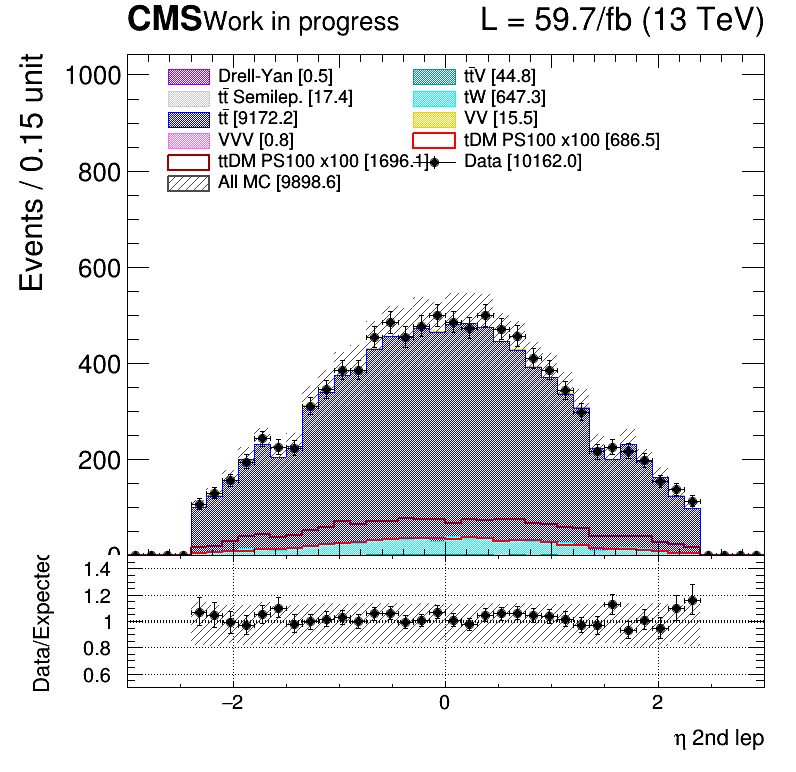 CMS Work in progress L = 59.7/fb (13 TeV)
Events / 0.15 unit
1000
800
600
400
200
0
Drell-Yan [0.5] tt̄V [44.8]
tt̄ Semilep. [17.4] tW [647.3]
tt̄ [9172.2] VV [15.5]
VVV [0.8] tDM PS100 x100 [686.5]
ttDM PS100 x100 [1696.1] Data [10162.0]
All MC [9898.6]
Data/Expected
1.4
1.2
1
0.8
0.6
−2 0 2
η 2nd lep